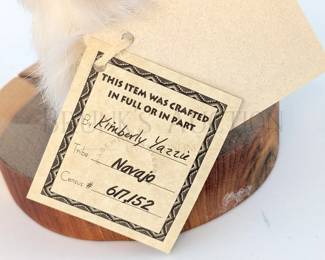 THIS ITEM WAS CRAFTED
IN FULL OR IN PART
By Kimberly Yazzie
Tribe Navajo
Census # 617,152